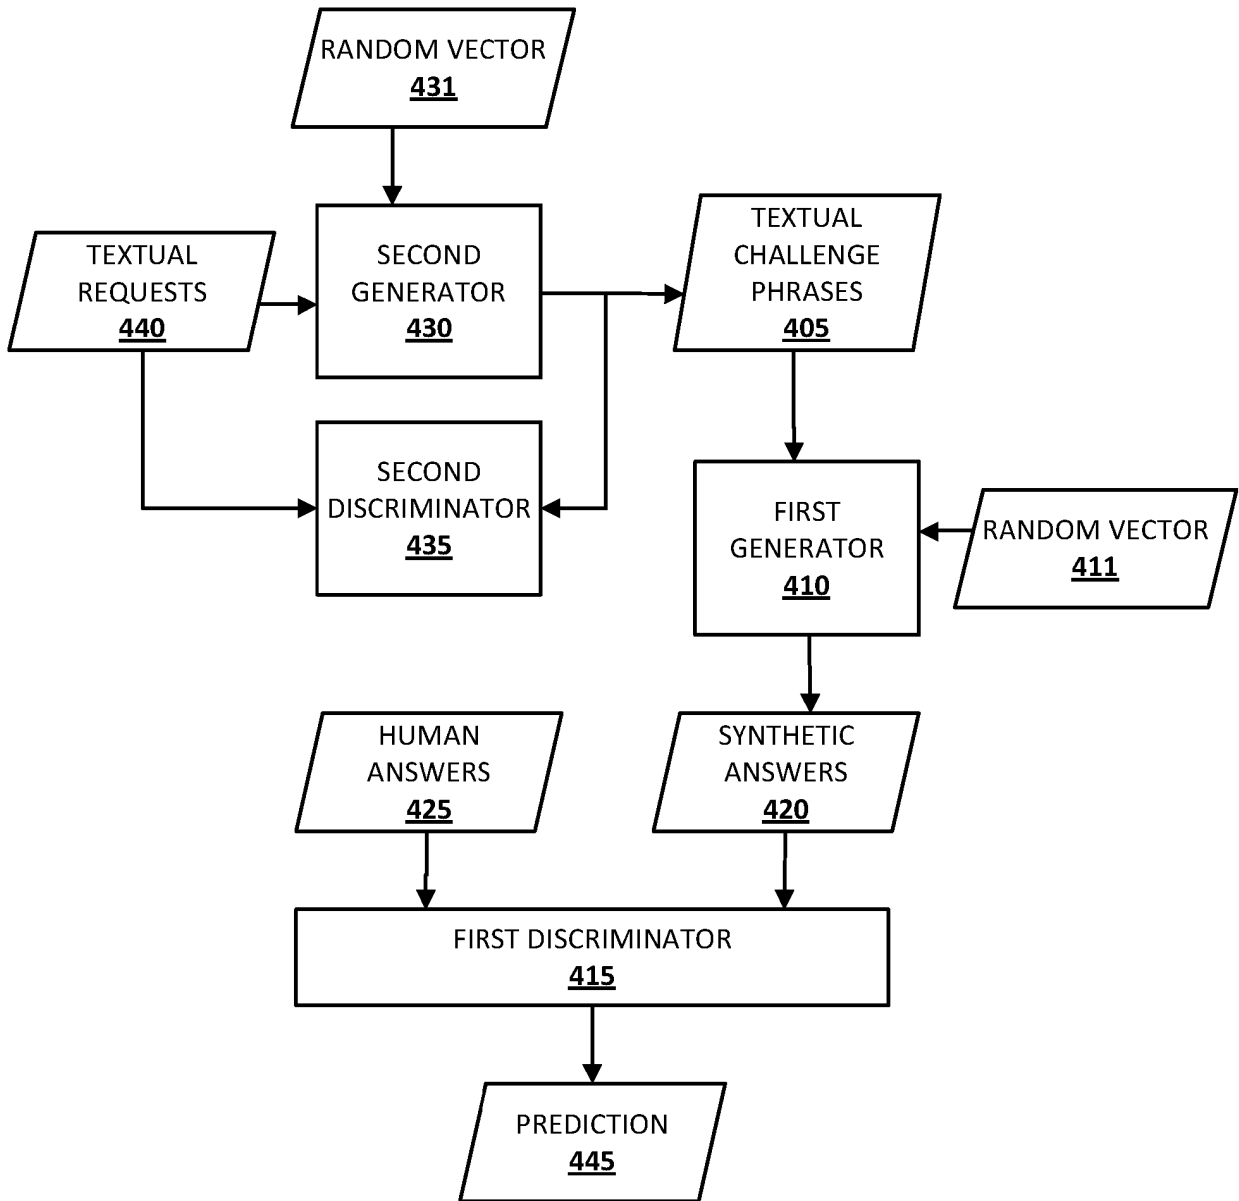 RANDOM VECTOR
431
TEXTUAL
REQUESTS
440
SECOND
GENERATOR
430
TEXTUAL
CHALLENGE
PHRASES
405
SECOND
DISCRIMINATOR
435
FIRST
GENERATOR
410
RANDOM VECTOR
411
HUMAN
ANSWERS
425
SYNTHETIC
ANSWERS
420
FIRST DISCRIMINATOR
415
PREDICTION
445